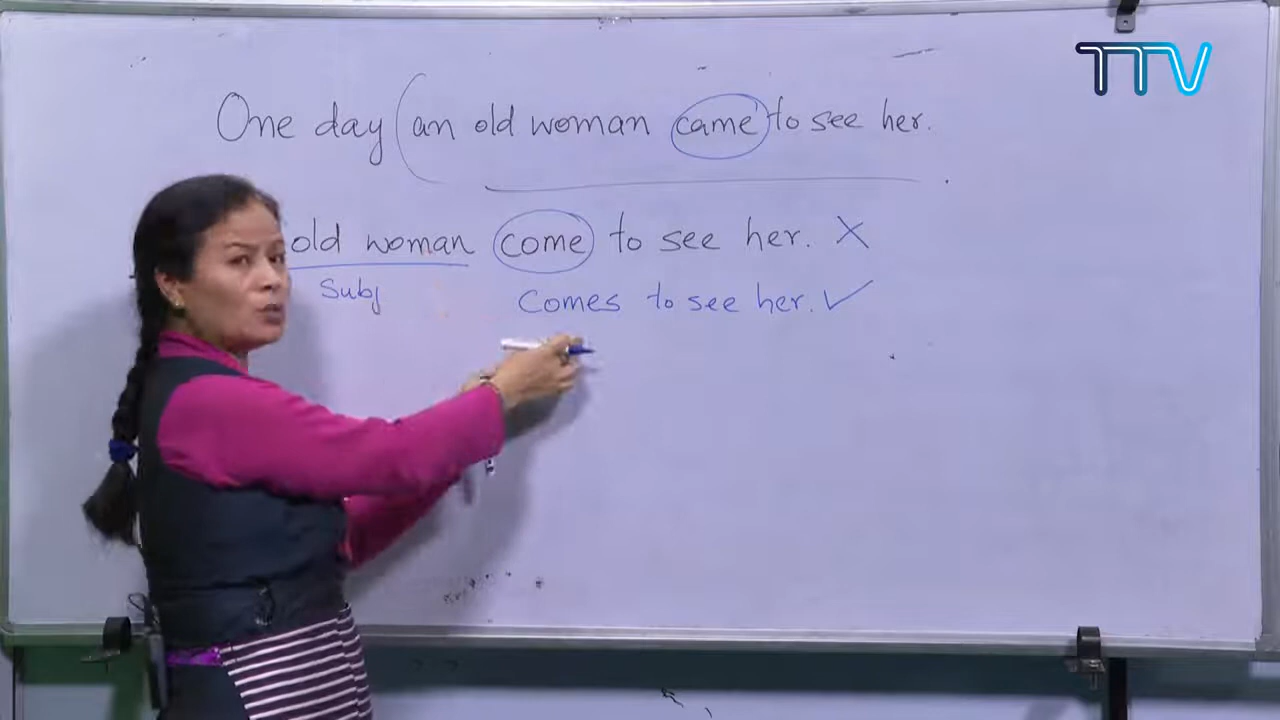 TTV
One day (an old woman came to see her.
old woman come to see her. X
Subj comes to see her. ✓